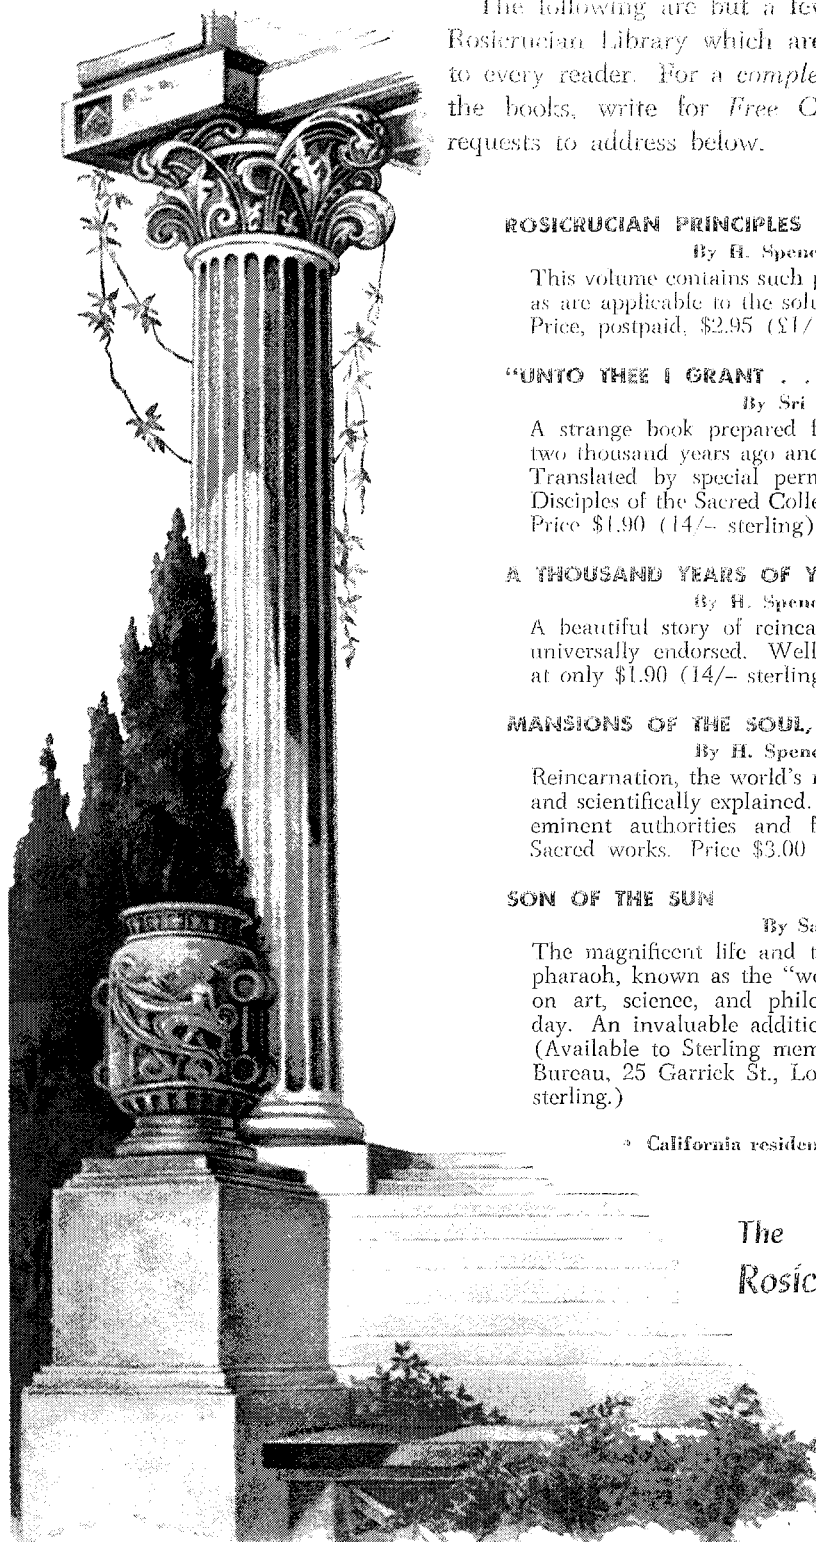 The following are but a few
Rosicrucian Library which are
to every reader. For a comple
the books, write for Free C
requests to address below.
ROSICRUCIAN PRINCIPLES
By H. Spenc
This volume contains such p
as are applicable to the solu
Price, postpaid, $2.95 (£1/
“UNTO THEE I GRANT . .
By Sri
A strange book prepared f
two thousand years ago and
Translated by special perm
Disciples of the Sacred Colle
Price $1.90 (14/– sterling)
A THOUSAND YEARS OF Y
By H. Spenc
A beautiful story of reinca
universally endorsed. Well
at only $1.90 (14/– sterling
MANSIONS OF THE SOUL,
By H. Spenc
Reincarnation, the world’s
and scientifically explained.
eminent authorities and
Sacred works. Price $3.00
SON OF THE SUN
By Sa
The magnificent life and t
pharaoh, known as the “wo
on art, science, and philo
day. An invaluable additio
(Available to Sterling mem
Bureau, 25 Garrick St., Lo
sterling.)
* California residen
The
Rosic